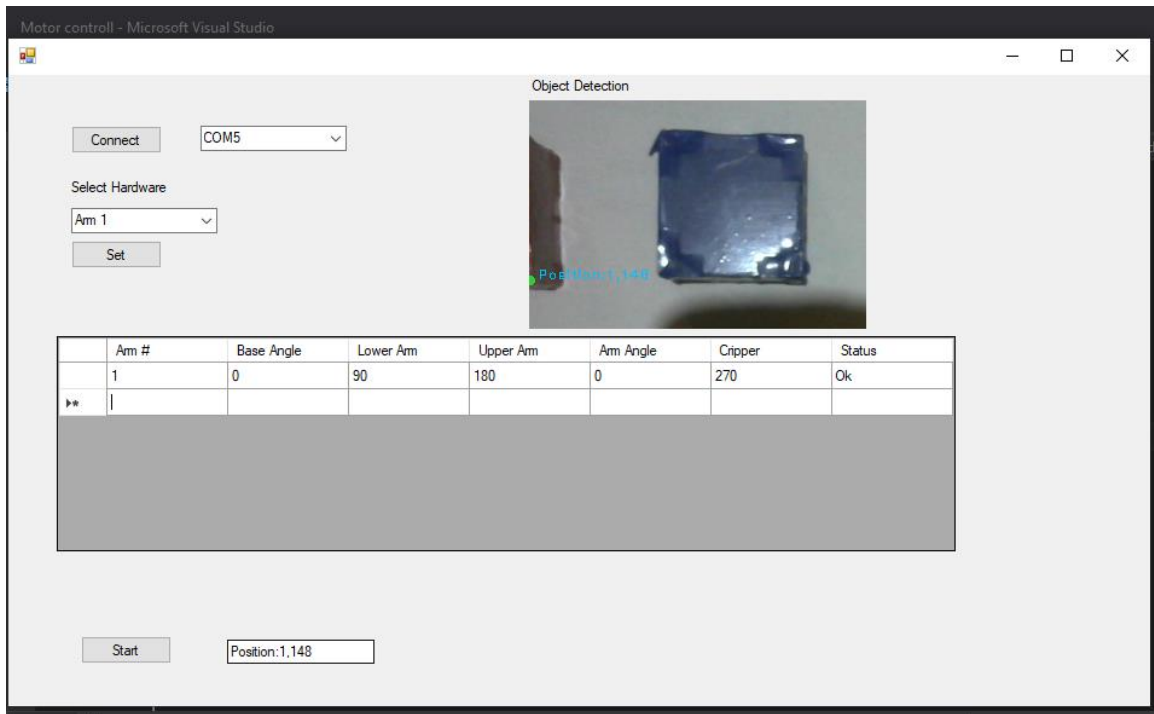 Motor controll - Microsoft Visual Studio
Object Detection
Connect COM5
Select Hardware
Arm 1
Set
Position:1,148
Arm # Base Angle Lower Arm Upper Arm Arm Angle Cripper Status
1 0 90 180 0 270 Ok
Start Position:1,148